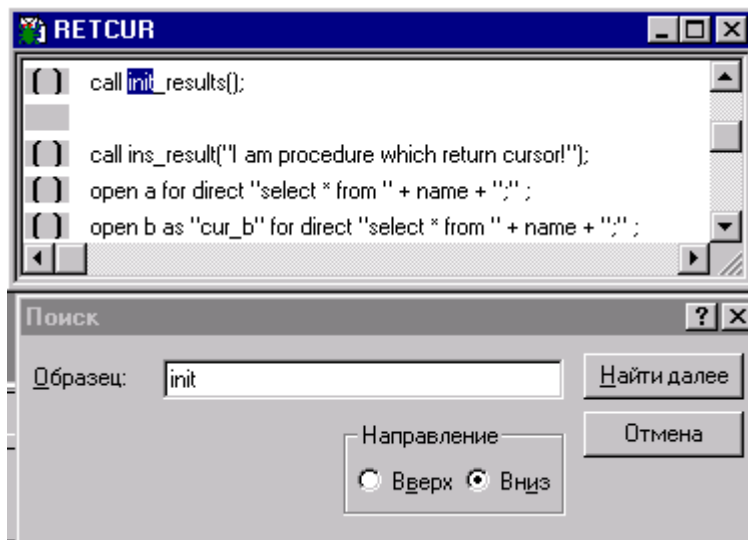 RETCUR
( ) call init_results();
( ) call ins_result("I am procedure which return cursor!");
( ) open a for direct "select * from " + name + ";" ;
( ) open b as "cur_b" for direct "select * from " + name + ";" ;
Поиск
Образец: init Найти далее
Отмена
Направление
Вверх Вниз